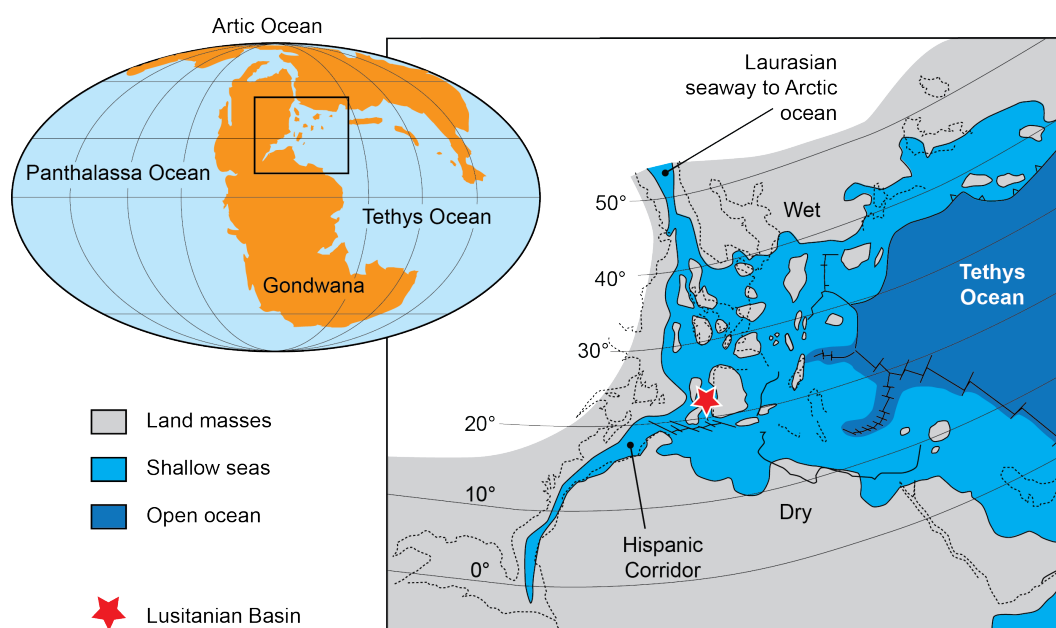 Artic Ocean
Panthalassa Ocean
Tethys Ocean
Gondwana
Laurasian
seaway to Arctic
ocean
50°
Wet
40°
Tethys
Ocean
30°
20°
10°
Dry
Hispanic
Corridor
0°
Land masses
Shallow seas
Open ocean
Lusitanian Basin